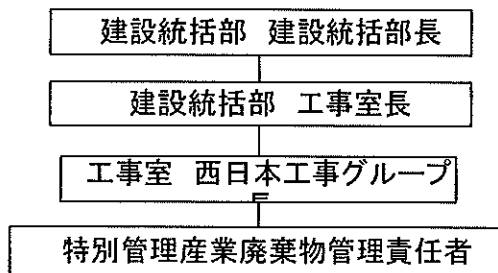 建設統括部 建設統括部長
建設統括部 工事室長
工事室 西日本工事グループ
長
特別管理産業廃棄物管理責任者